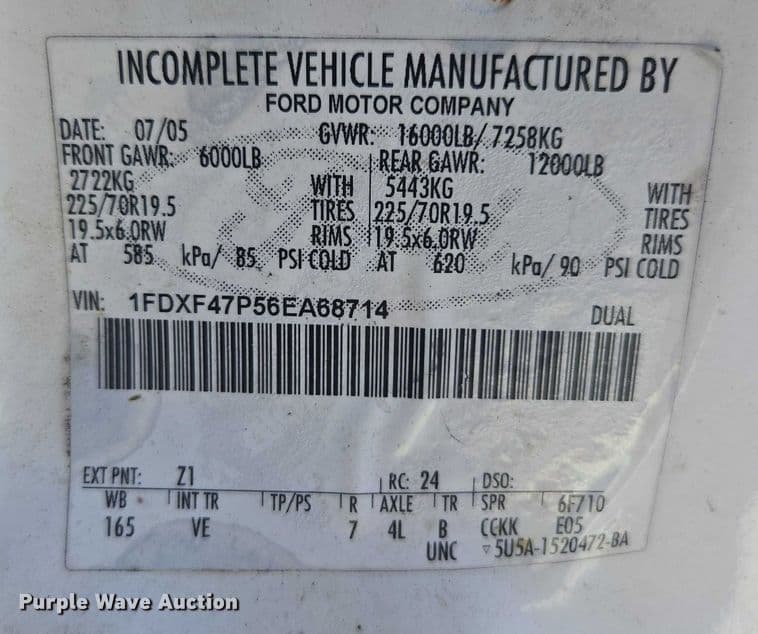 INCOMPLETE VEHICLE MANUFACTURED BY
FORD MOTOR COMPANY
DATE: 07/05 GVWR: 16000LB/ 7258KG
FRONT GAWR: 6000LB REAR GAWR: 12000LB
2722KG WITH 5443KG WITH
225/70R19.5 TIRES 225/70R19.5 TIRES
19.5x6.0RW RIMS 19.5x6.0RW RIMS
AT 585 kPa/ 85 PSI COLD AT 620 kPa/ 90 PSI COLD
VIN: 1FDXF47P56EA68714 DUAL
EXT PNT: Z1 RC: 24 DSO:
WB INT TR TP/PS R AXLE TR SPR 6F710
165 VE 7 4L B CCKK E05
UNC ▿5U5A-1520472-BA
Purple Wave Auction